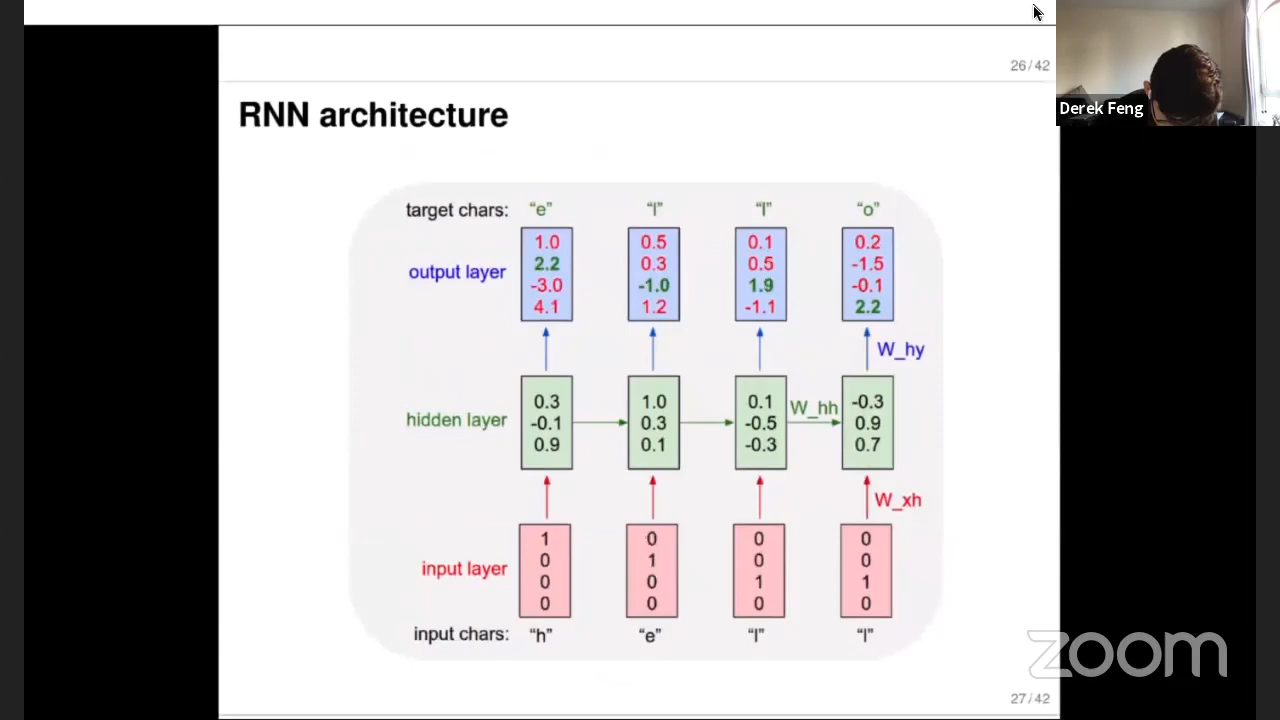 26/42
Derek Feng
RNN architecture
target chars: "e" "l" "l" "o"
output layer
1.0 0.5 0.1 0.2
2.2 0.3 0.5 -1.5
-3.0 -1.0 1.9 -0.1
4.1 1.2 -1.1 2.2
W_hy
hidden layer
0.3 1.0 0.1 -0.3
-0.1 0.3 -0.5 0.9
0.9 0.1 -0.3 0.7
W_hh
W_xh
input layer
1 0 0 0
0 1 0 0
0 0 1 1
0 0 0 0
input chars: "h" "e" "l" "l"
zoom
27/42